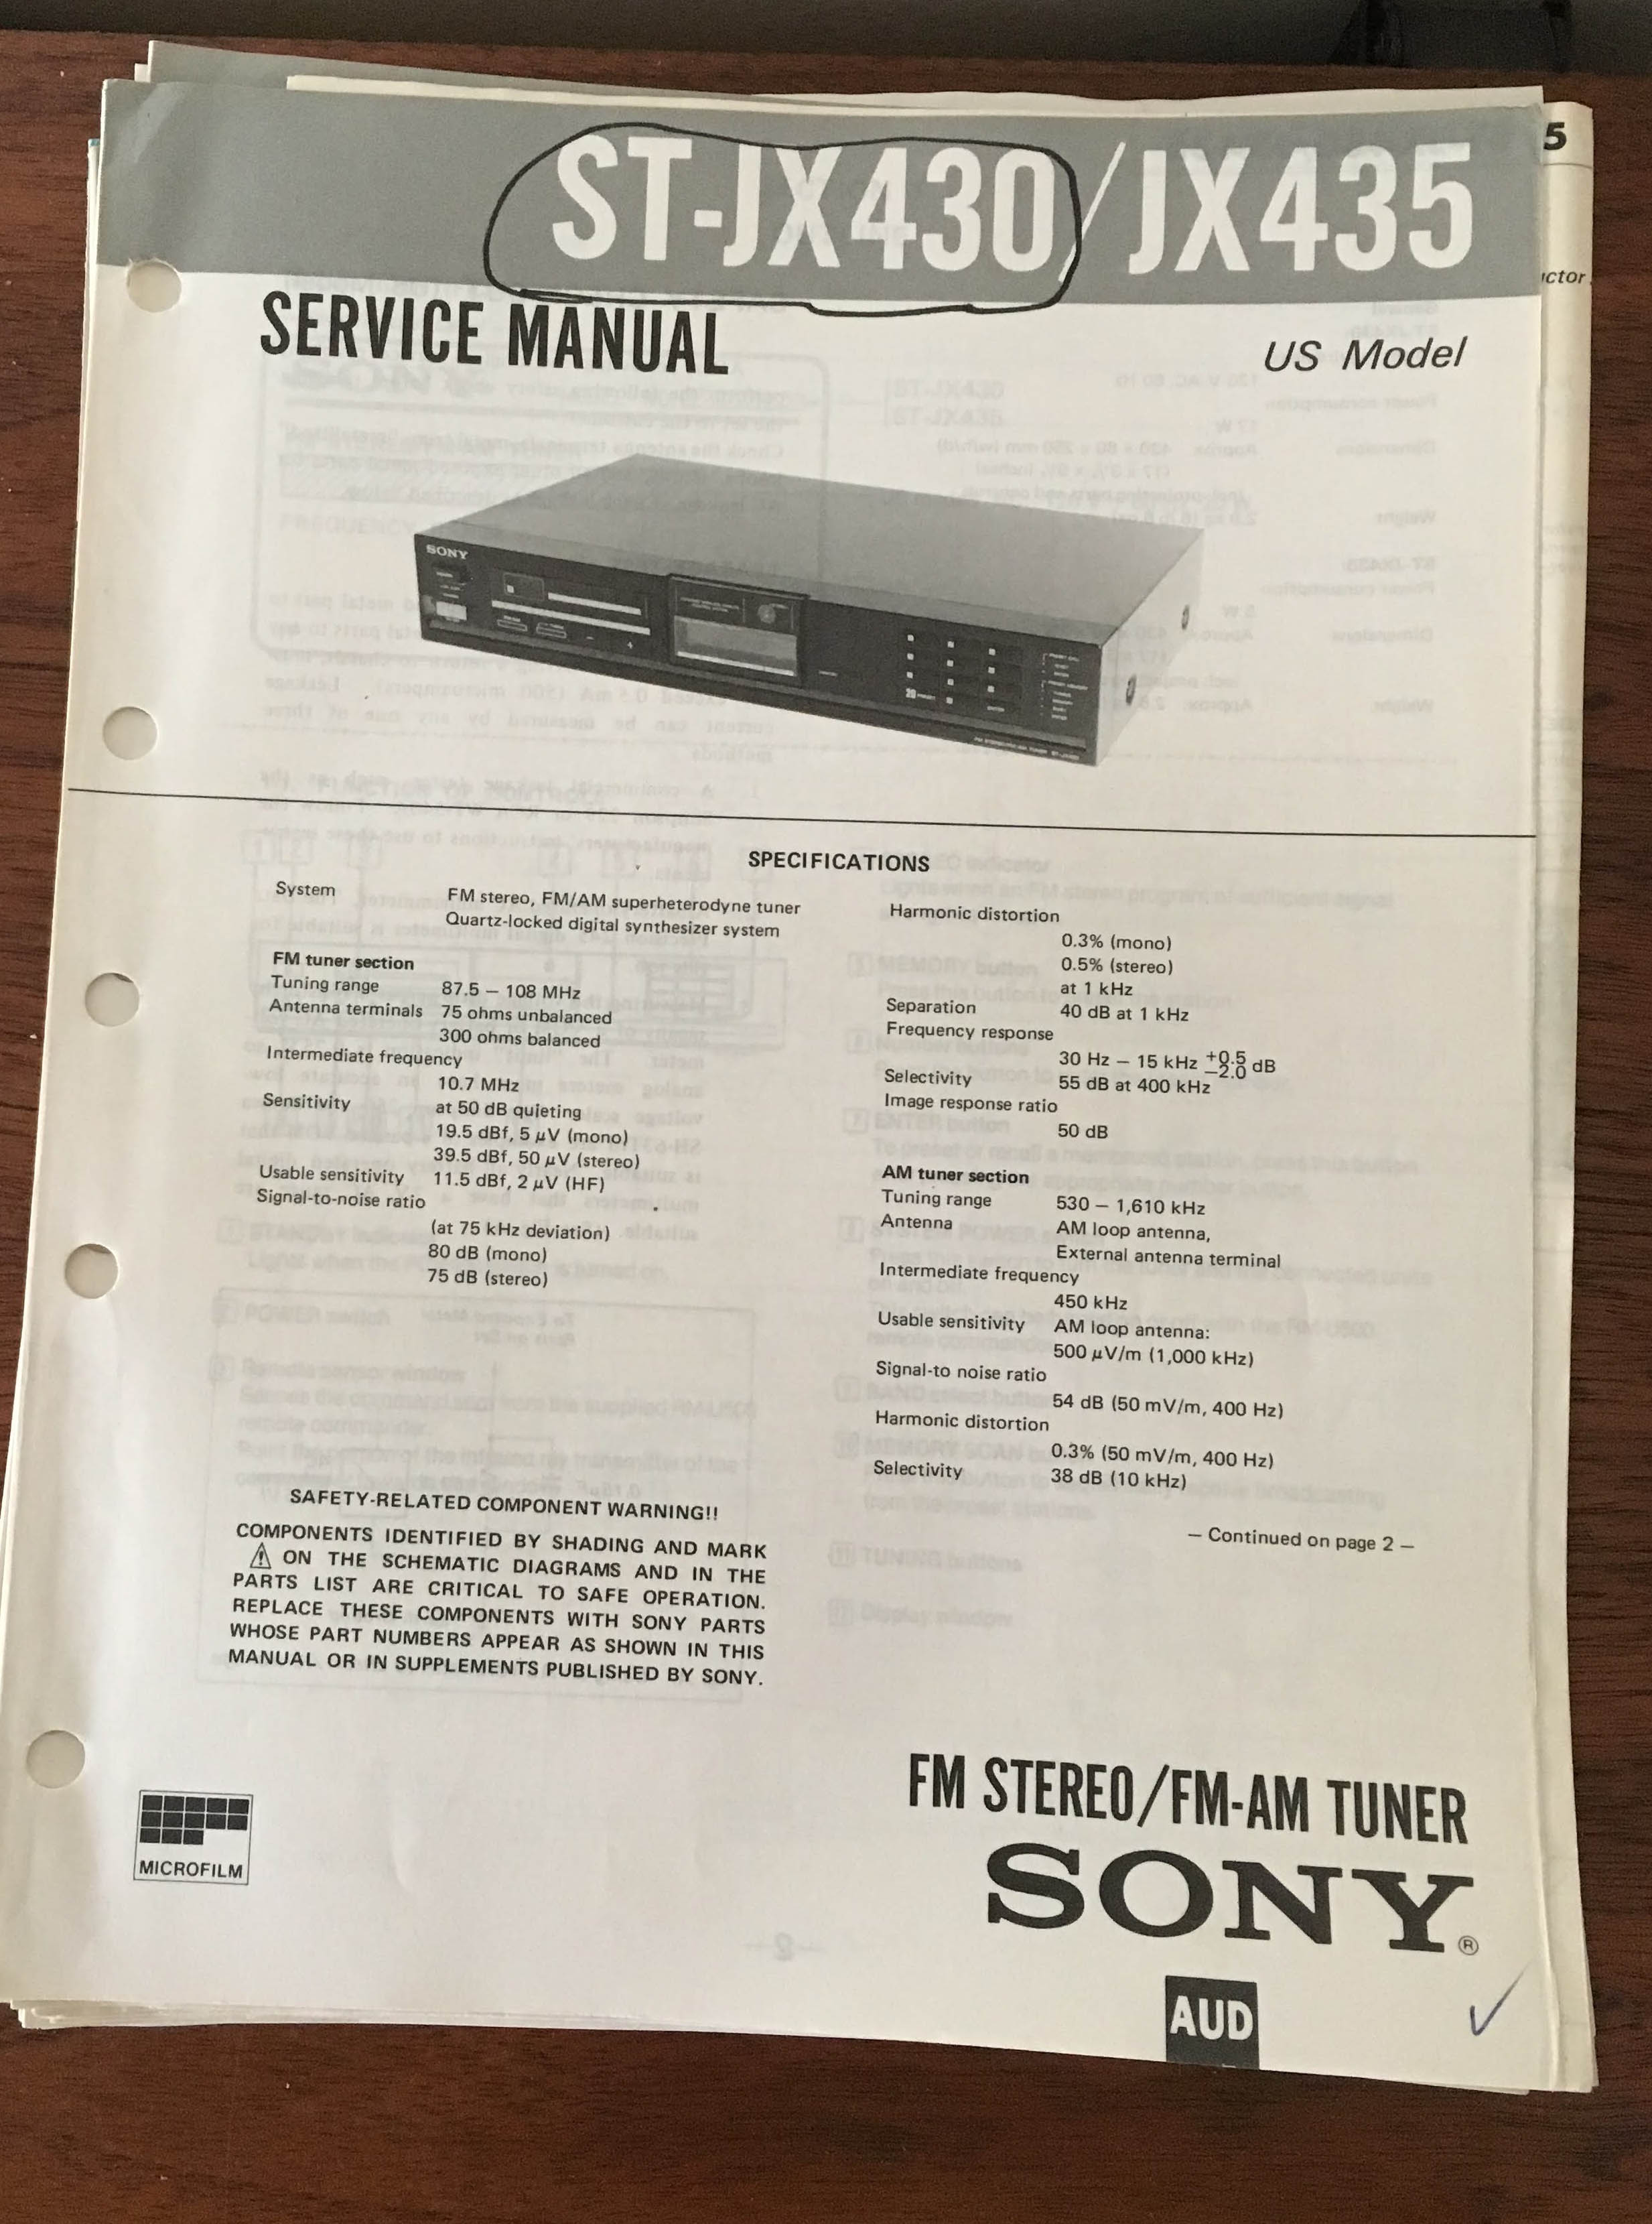 ST-JX430/JX435
5
ctor
SERVICE MANUAL
US Model
SONY
SPECIFICATIONS
System
FM stereo, FM/AM superheterodyne tuner
Quartz-locked digital synthesizer system
FM tuner section
Tuning range 87.5 – 108 MHz
Antenna terminals 75 ohms unbalanced
300 ohms balanced
Intermediate frequency
10.7 MHz
Sensitivity at 50 dB quieting
19.5 dBf, 5 μV (mono)
39.5 dBf, 50 μV (stereo)
Usable sensitivity 11.5 dBf, 2 μV (HF)
Signal-to-noise ratio
(at 75 kHz deviation)
80 dB (mono)
75 dB (stereo)
Harmonic distortion
0.3% (mono)
0.5% (stereo)
at 1 kHz
Separation 40 dB at 1 kHz
Frequency response
30 Hz – 15 kHz +0.5 −2.0 dB
Selectivity 55 dB at 400 kHz
Image response ratio
50 dB
AM tuner section
Tuning range 530 – 1,610 kHz
Antenna AM loop antenna,
External antenna terminal
Intermediate frequency
450 kHz
Usable sensitivity AM loop antenna:
500 μV/m (1,000 kHz)
Signal-to noise ratio
54 dB (50 mV/m, 400 Hz)
Harmonic distortion
0.3% (50 mV/m, 400 Hz)
Selectivity 38 dB (10 kHz)
– Continued on page 2 –
SAFETY-RELATED COMPONENT WARNING!!
COMPONENTS IDENTIFIED BY SHADING AND MARK
⚠ ON THE SCHEMATIC DIAGRAMS AND IN THE
PARTS LIST ARE CRITICAL TO SAFE OPERATION.
REPLACE THESE COMPONENTS WITH SONY PARTS
WHOSE PART NUMBERS APPEAR AS SHOWN IN THIS
MANUAL OR IN SUPPLEMENTS PUBLISHED BY SONY.
MICROFILM
FM STEREO/FM-AM TUNER
SONY®
AUD